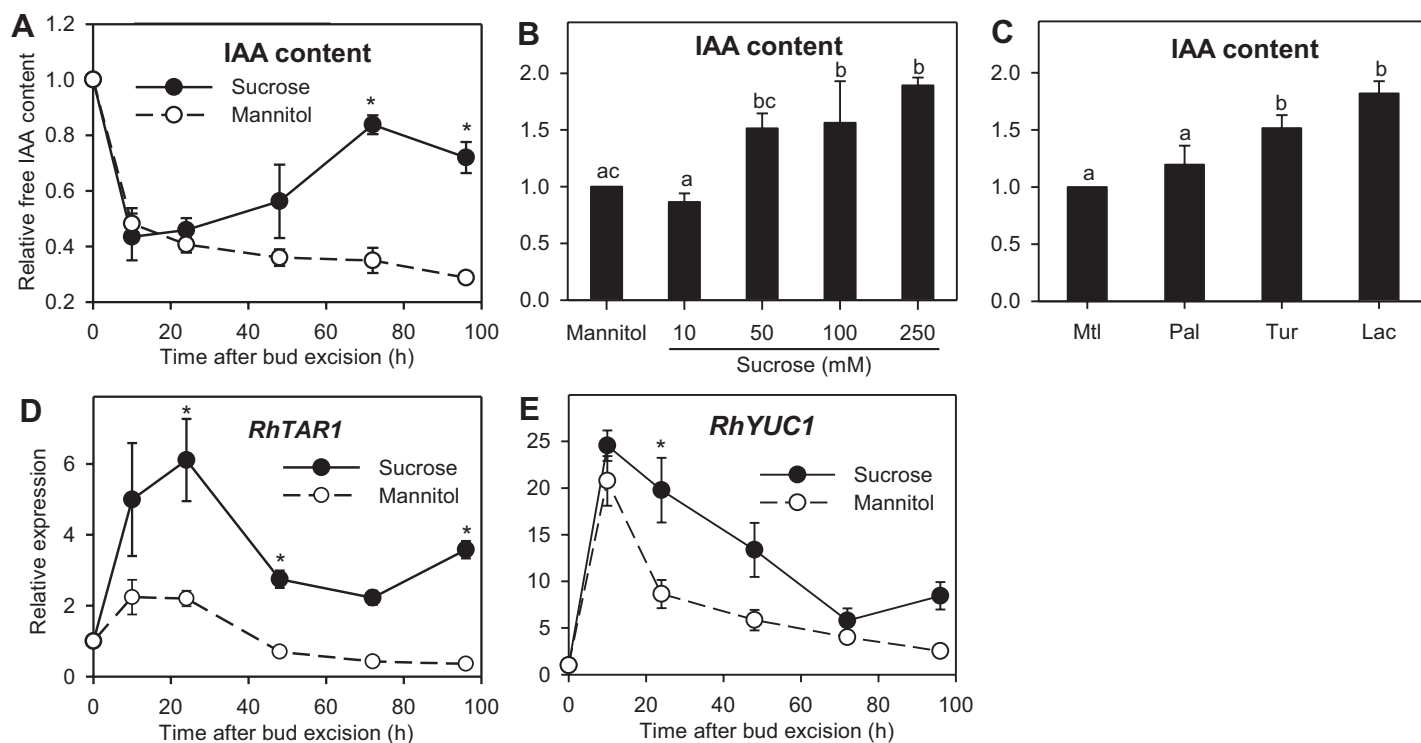 A
IAA content
Sucrose
Mannitol
*
*
Relative free IAA content
1.2
1.0
0.8
0.6
0.4
0.2
0 20 40 60 80 100
Time after bud excision (h)
B
IAA content
2.0
1.5
1.0
0.5
0.0
ac a bc b b
Mannitol 10 50 100 250
Sucrose (mM)
C
IAA content
2.0
1.5
1.0
0.5
0.0
a a b b
Mtl Pal Tur Lac
D
RhTAR1
Sucrose
Mannitol
* * *
Relative expression
6
4
2
0
0 20 40 60 80 100
Time after bud excision (h)
E
RhYUC1
Sucrose
Mannitol
*
25
20
15
10
5
0
0 20 40 60 80 100
Time after bud excision (h)